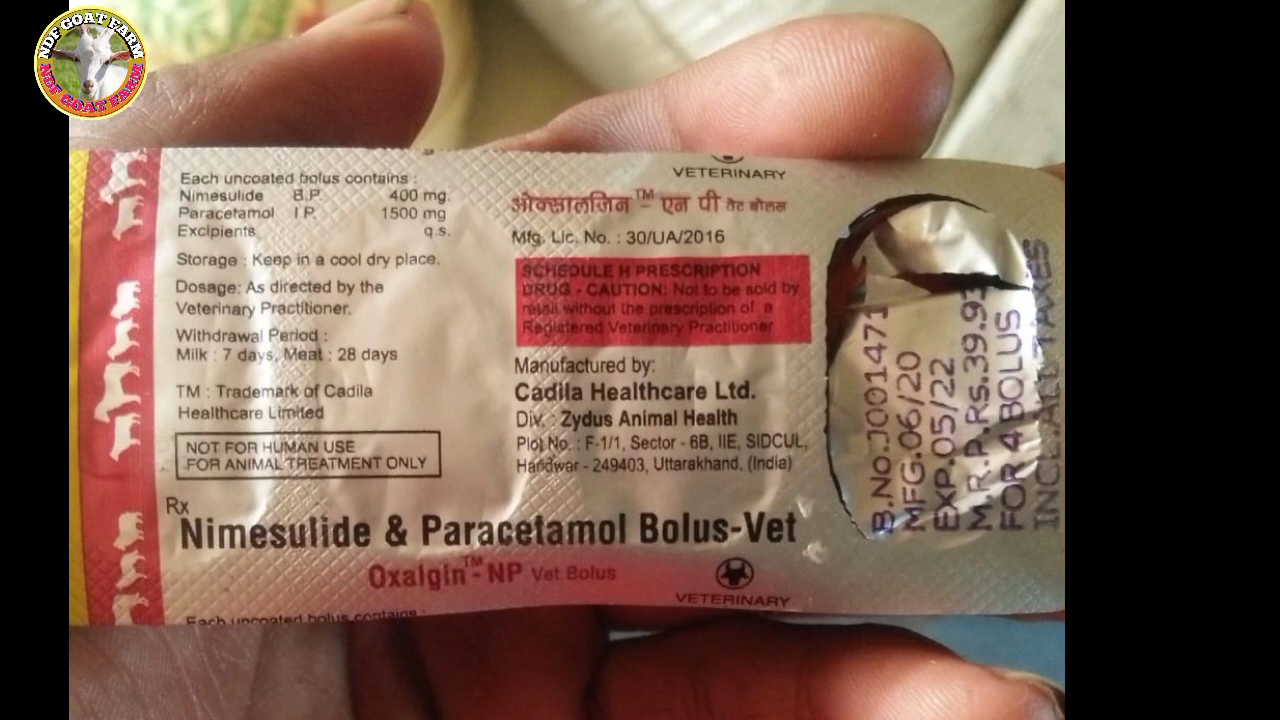 NDF GOAT FARM
NDF GOAT FARM
Each uncoated bolus contains :
Nimesulide B.P. 400 mg.
Paracetamol I.P. 1500 mg
Excipients q.s.
Storage : Keep in a cool dry place.
Dosage: As directed by the
Veterinary Practitioner.
Withdrawal Period :
Milk : 7 days, Meat : 28 days
TM : Trademark of Cadila
Healthcare Limited
NOT FOR HUMAN USE
FOR ANIMAL TREATMENT ONLY
VETERINARY
ओक्सालजिन TM - एन पी वेट बोलस
Mfg. Lic. No. : 30/UA/2016
SCHEDULE H PRESCRIPTION
DRUG - CAUTION: Not to be sold by
retail without the prescription of a
Registered Veterinary Practitioner
Manufactured by:
Cadila Healthcare Ltd.
Div. : Zydus Animal Health
Plot No. : F-1/1, Sector - 6B, IIE, SIDCUL,
Haridwar - 249403, Uttarakhand, (India)
Rx
Nimesulide & Paracetamol Bolus-Vet
Oxalgin TM - NP Vet Bolus
VETERINARY
Each uncoated bolus contains :
B.No.J001471
MFG.06/20
EXP.05/22
M.R.P.Rs.39.93
FOR 4 BOLUS
INCL.ALL TAXES